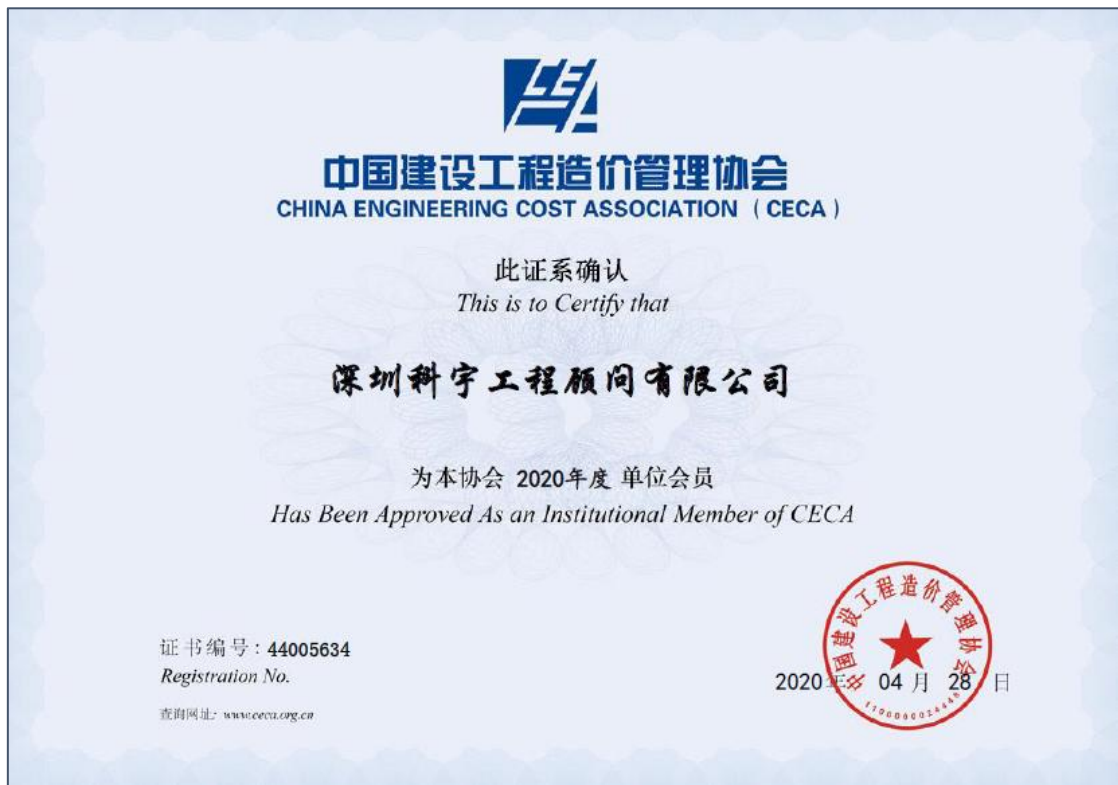 中国建设工程造价管理协会
CHINA ENGINEERING COST ASSOCIATION （CECA）
此证系确认
This is to Certify that
深圳科宇工程顾问有限公司
为本协会 2020年度 单位会员
Has Been Approved As an Institutional Member of CECA
证书编号：44005634
Registration No.
查询网址: www.ceca.org.cn
中国建设工程造价管理协会
2020 年 04 月 28 日